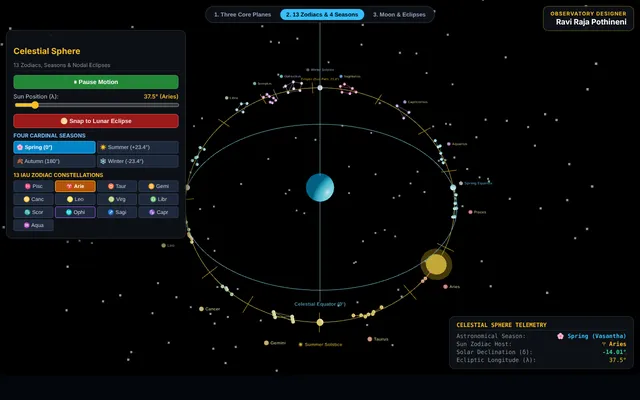 1. Three Core Planes
2. 13 Zodiacs & 4 Seasons
3. Moon & Eclipses
OBSERVATORY DESIGNER
Ravi Raja Pothineni
Celestial Sphere
13 Zodiacs, Seasons & Nodal Eclipses
Pause Motion
Sun Position (λ): 37.5° (Aries)
Snap to Lunar Eclipse
FOUR CARDINAL SEASONS
Spring (0°)
Summer (+23.4°)
Autumn (180°)
Winter (-23.4°)
13 IAU ZODIAC CONSTELLATIONS
Pisc
Arie
Taur
Gemi
Canc
Leo
Virg
Libr
Scor
Ophi
Sagi
Capr
Aqua
Winter Solstice
Sagittarius
Scorpius
Libra
Capricornus
Aquarius
Spring Equinox
Pisces
Leo
Aries
Celestial Equator (0°)
Cancer
Gemini
Summer Solstice
Taurus
CELESTIAL SPHERE TELEMETRY
Astronomical Season: Spring (Vasantha)
Sun Zodiac Host: ♈ Aries
Solar Declination (δ): -14.01°
Ecliptic Longitude (λ): 37.5°